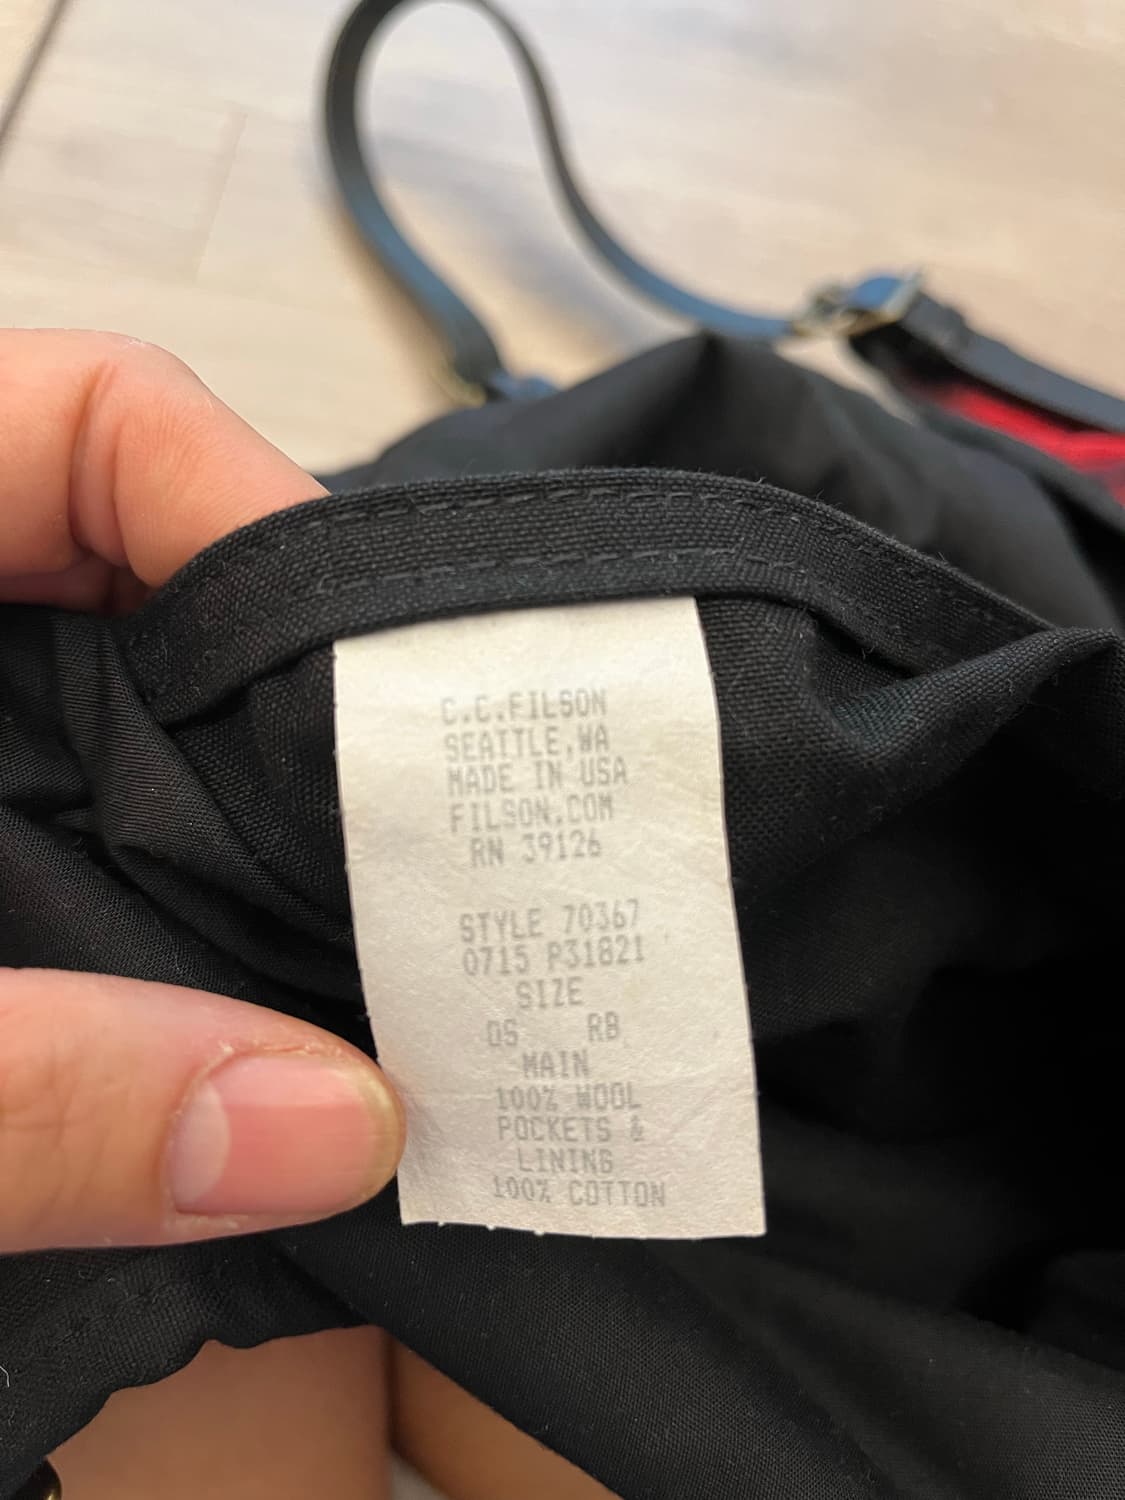 C.C.FILSON
SEATTLE,WA
MADE IN USA
FILSON.COM
RN 39126
STYLE 70367
0715 P31821
SIZE
OS RB
MAIN
100% WOOL
POCKETS &
LINING
100% COTTON